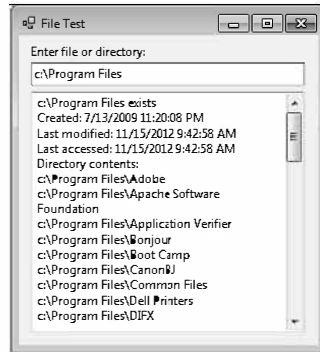 File Test
Enter file or directory:
c:\Program Files
c:\Program Files exists
Created: 7/13/2009 11:20:08 PM
Last modified: 11/15/2012 9:42:58 AM
Last accessed: 11/15/2012 9:42:58 AM
Directory contents:
c:\Program Files\Adobe
c:\Program Files\Apache Software
Foundation
c:\Program Files\Application Verifier
c:\Program Files\Bonjour
c:\Program Files\Boot Camp
c:\Program Files\CanonBJ
c:\Program Files\Common Files
c:\Program Files\Dell Printers
c:\Program Files\DIFX